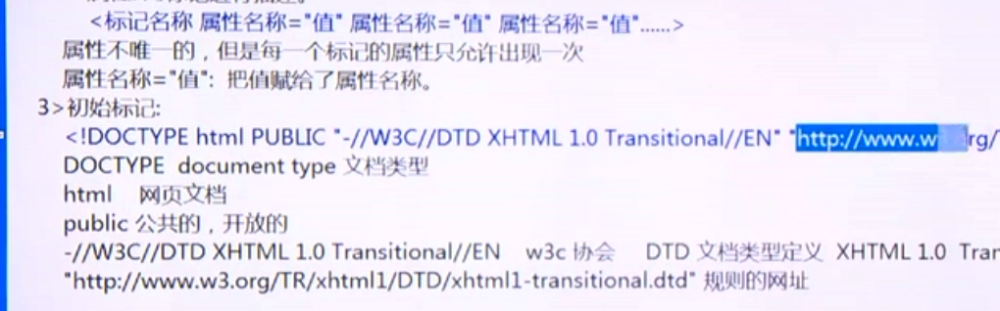 <标记名称 属性名称="值" 属性名称="值" 属性名称="值"......>
属性不唯一的，但是每一个标记的属性只允许出现一次
属性名称="值"：把值赋给了属性名称。
3>初始标记:
<!DOCTYPE html PUBLIC "-//W3C//DTD XHTML 1.0 Transitional//EN" "http://www.w rg/
DOCTYPE document type 文档类型
html 网页文档
public 公共的，开放的
-//W3C//DTD XHTML 1.0 Transitional//EN w3c 协会 DTD 文档类型定义 XHTML 1.0 Tran
"http://www.w3.org/TR/xhtml1/DTD/xhtml1-transitional.dtd" 规则的网址